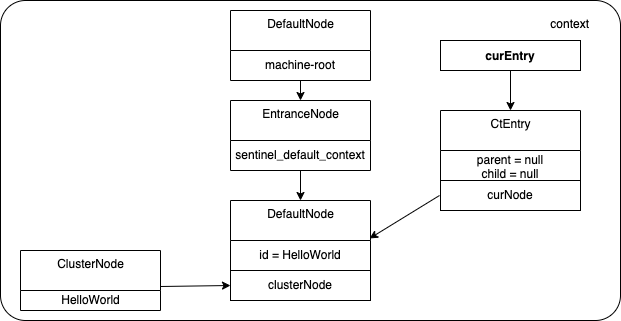 context
DefaultNode
machine-root
curEntry
EntranceNode
sentinel_default_context
CtEntry
parent = null
child = null
curNode
DefaultNode
id = HelloWorld
clusterNode
ClusterNode
HelloWorld